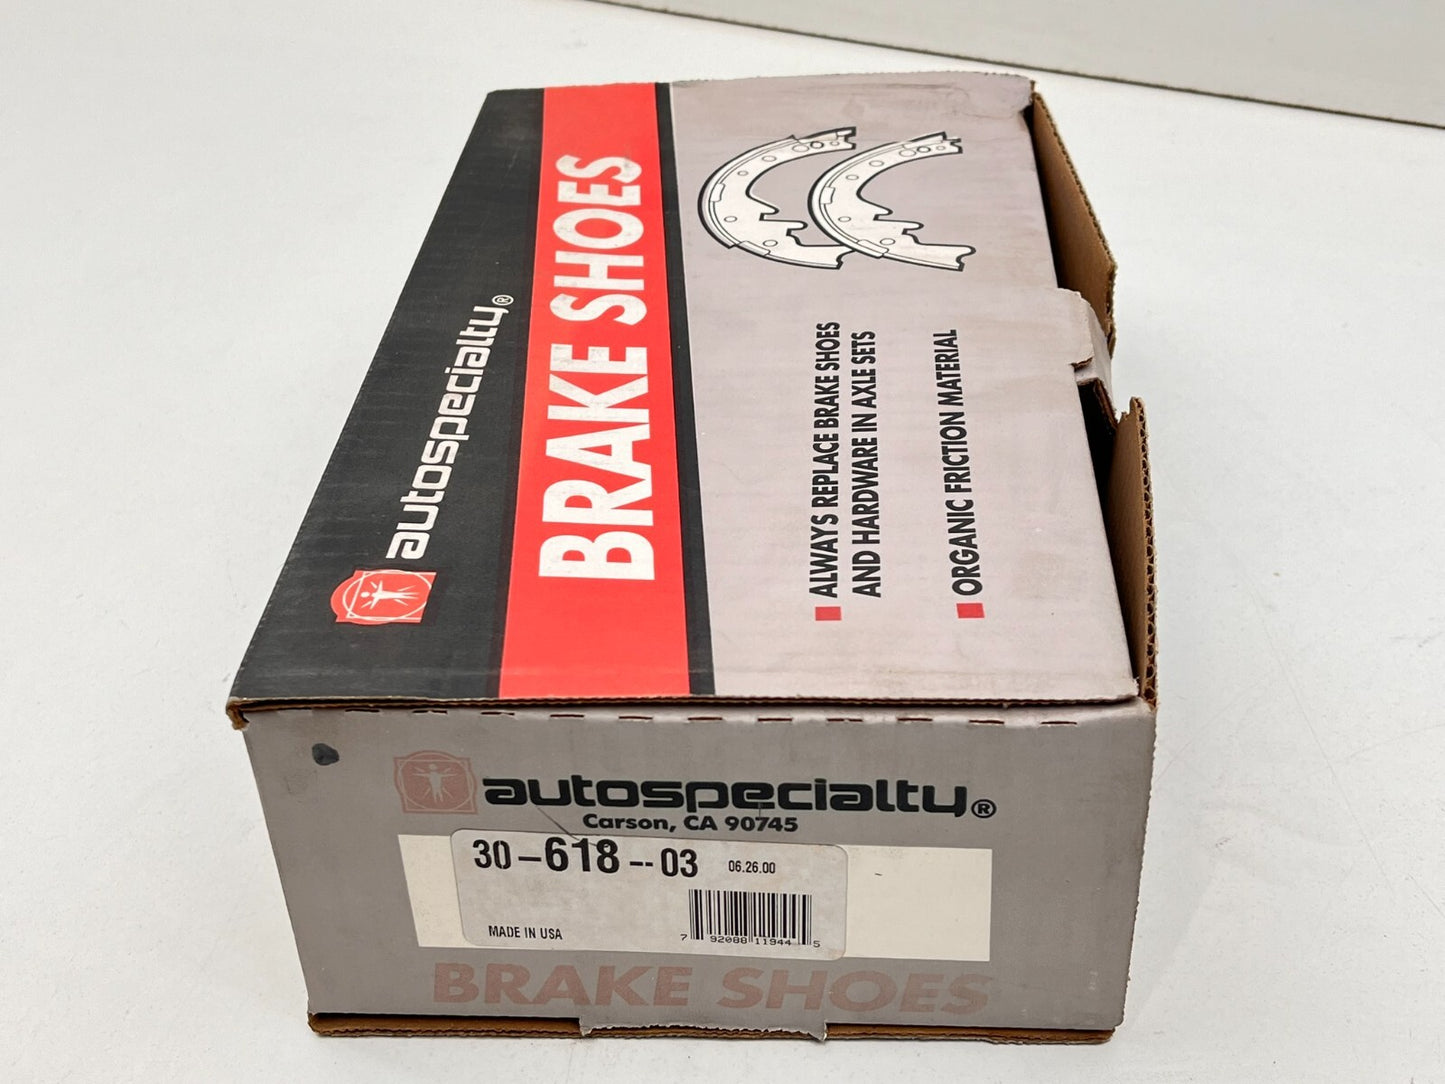 autospecialty®
BRAKE SHOES
ALWAYS REPLACE BRAKE SHOES
AND HARDWARE IN AXLE SETS
ORGANIC FRICTION MATERIAL
autospecialty®
Carson, CA 90745
30-618--03 06.26.00
MADE IN USA
7 92088 11944 5
BRAKE SHOES